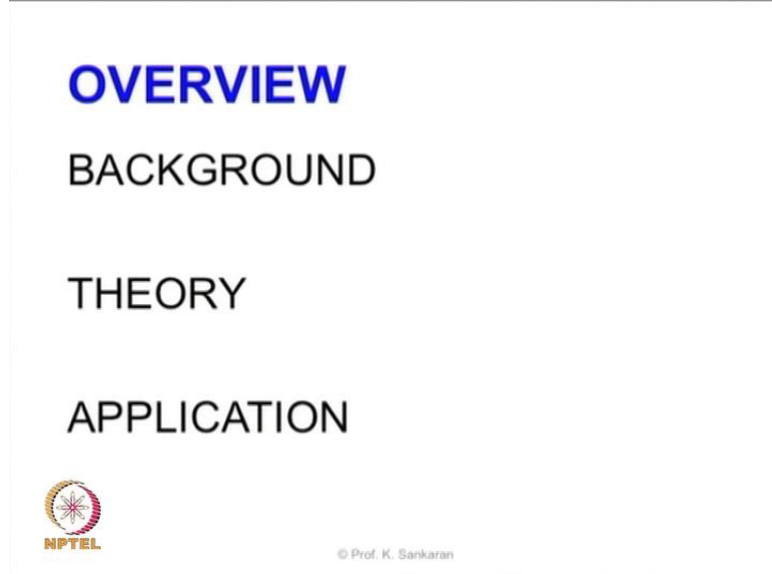 OVERVIEW
BACKGROUND
THEORY
APPLICATION
NPTEL
© Prof. K. Sankaran